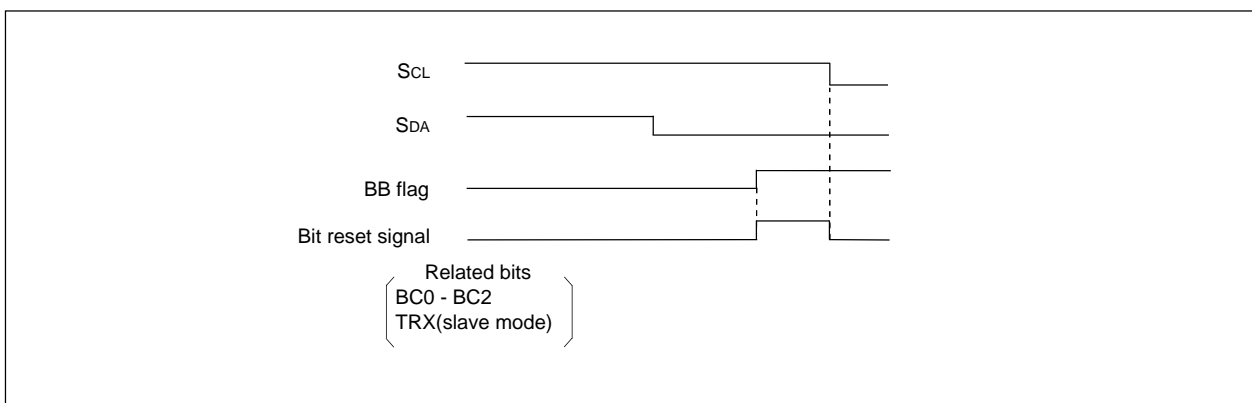 SCL
SDA
BB flag
Bit reset signal
Related bits
BC0 - BC2
TRX(slave mode)